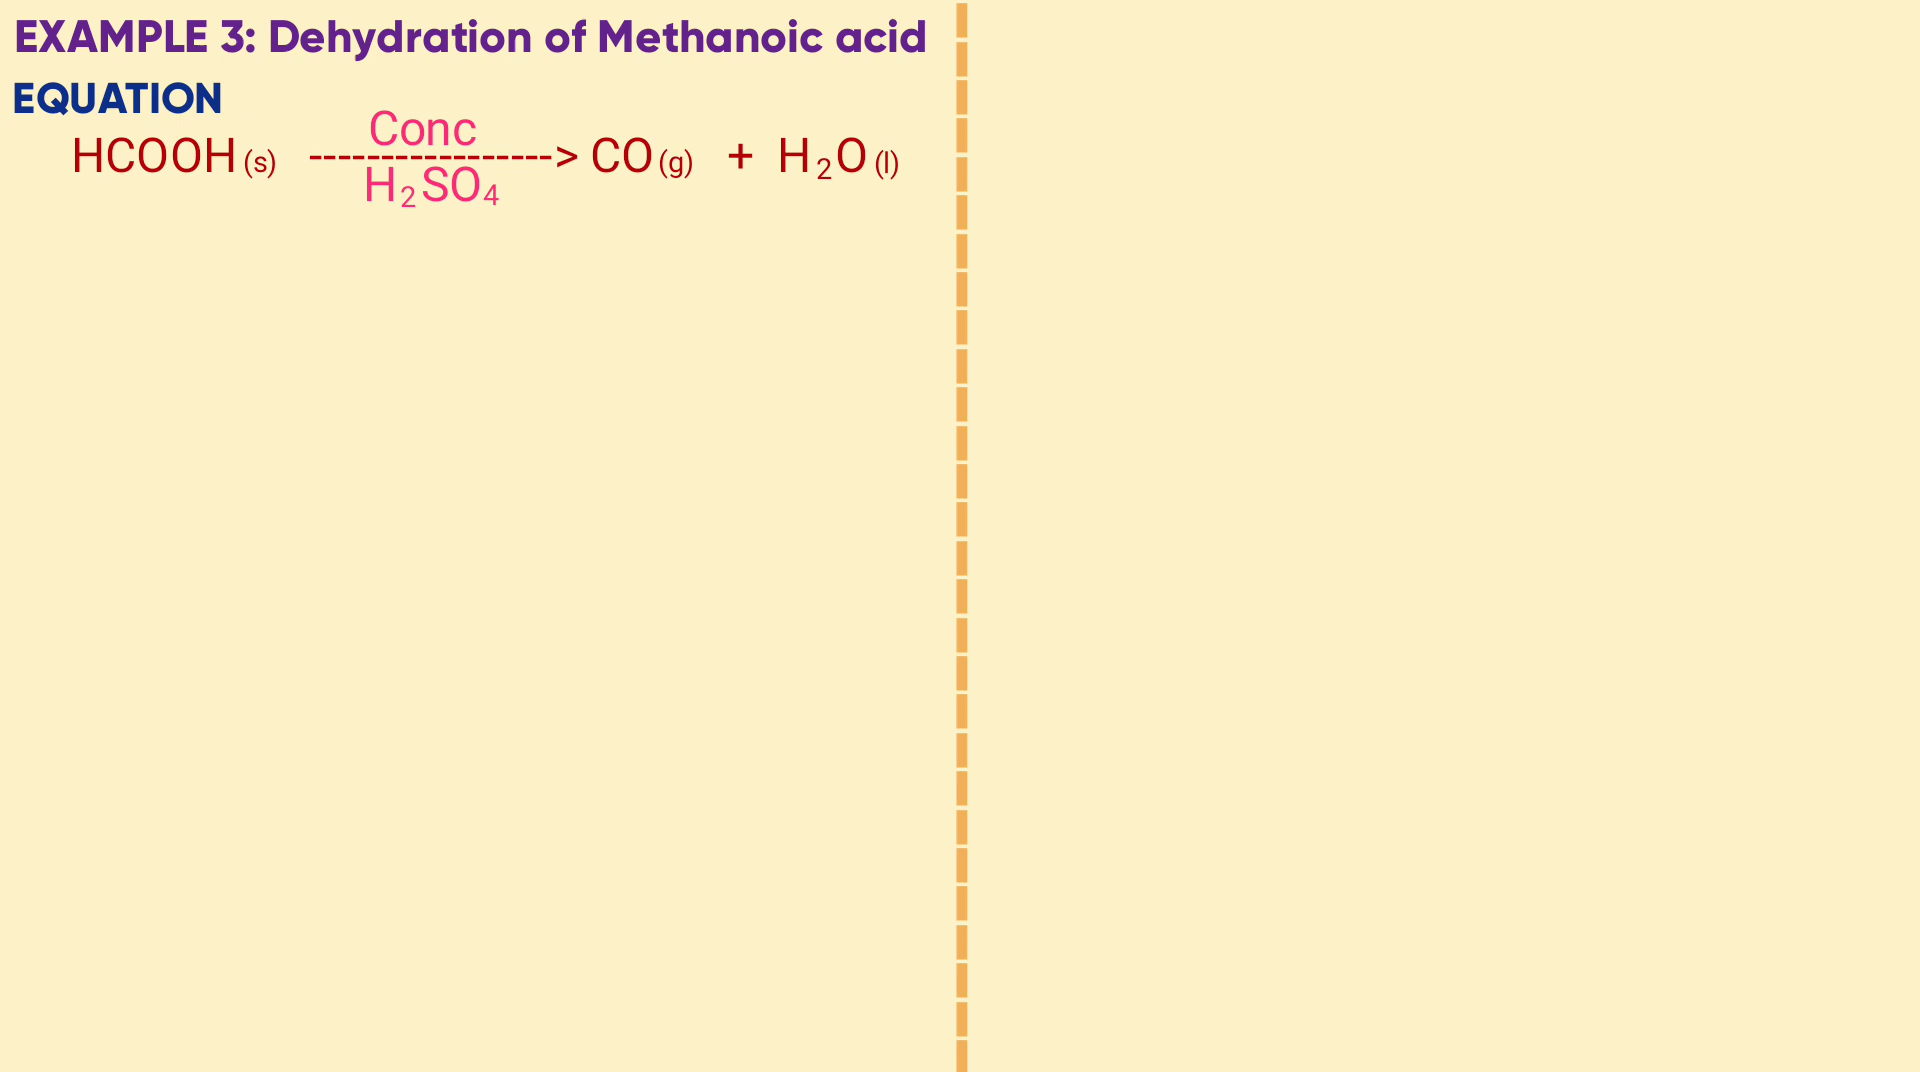 EXAMPLE 3: Dehydration of Methanoic acid
EQUATION
Conc
HCOOH (s) -----------------> CO (g) + H2O (l)
H2SO4